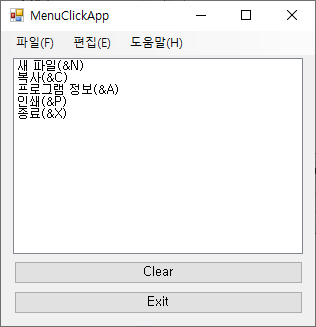 MenuClickApp
파일(F) 편집(E) 도움말(H)
새 파일(&N)
복사(&C)
프로그램 정보(&A)
인쇄(&P)
종료(&X)
Clear
Exit